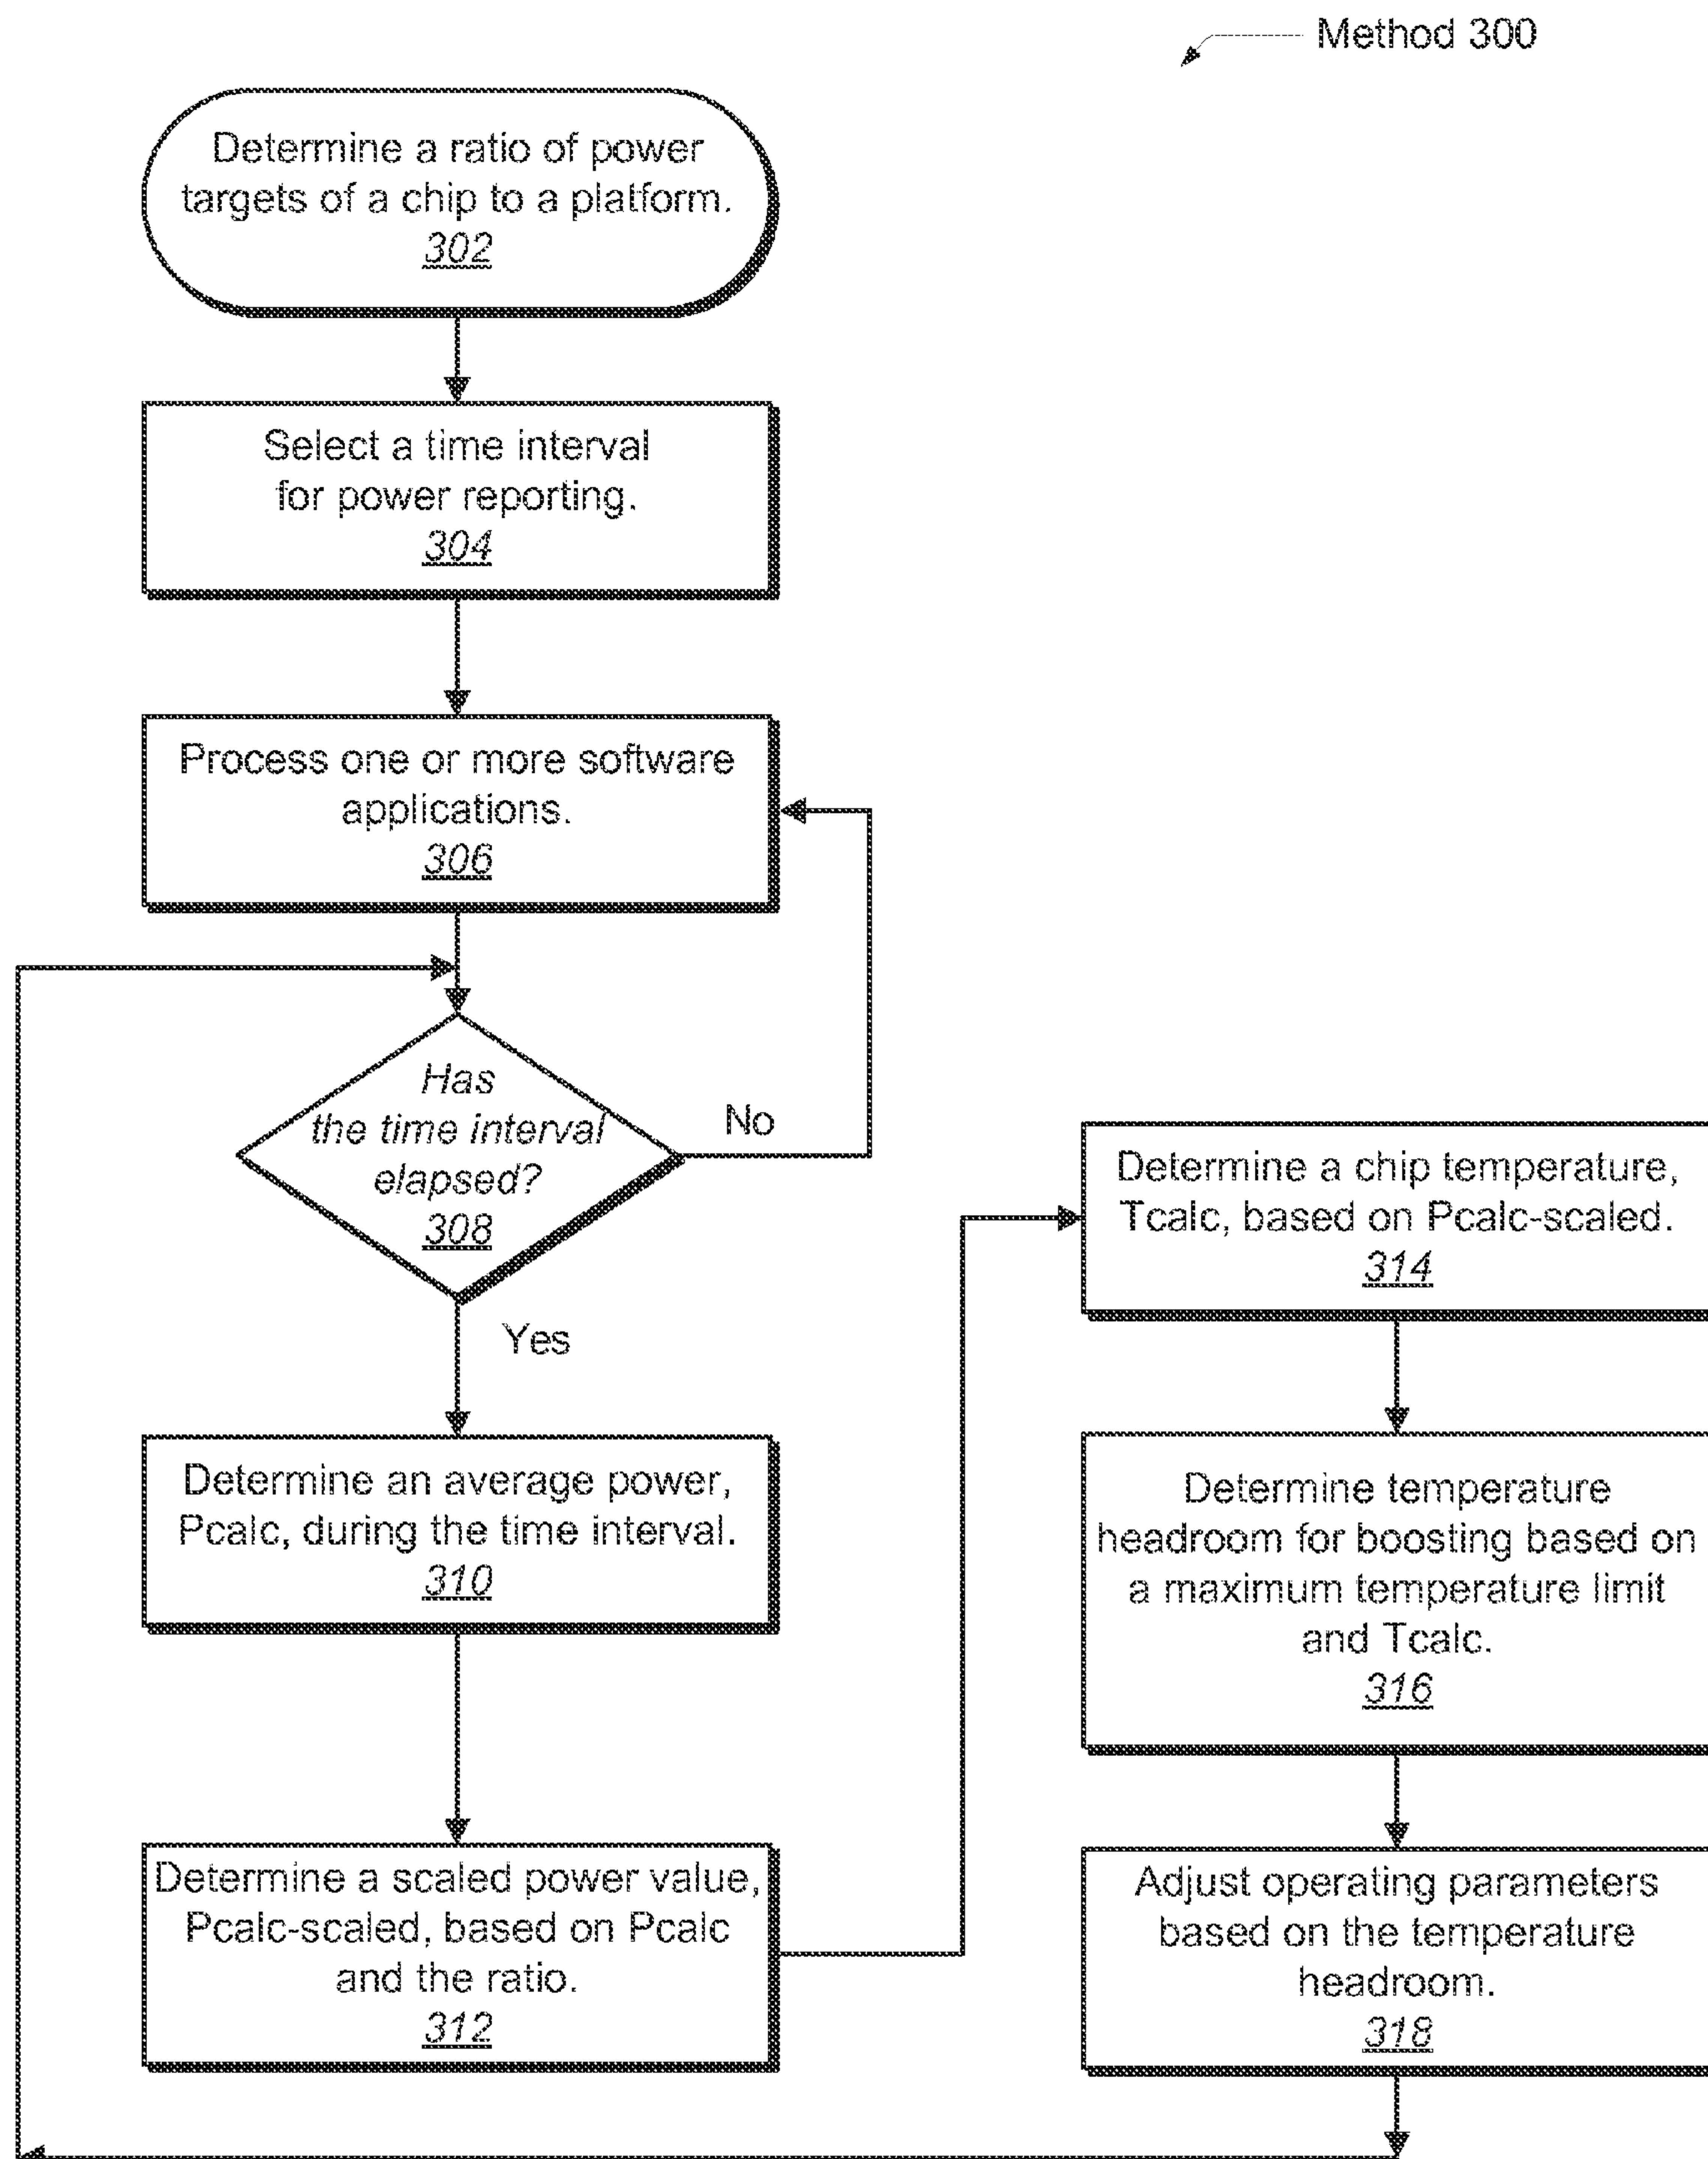 Method 300
Determine a ratio of power
targets of a chip to a platform.
302
Select a time interval
for power reporting.
304
Process one or more software
applications.
306
Has
the time interval
elapsed?
308
No
Yes
Determine an average power,
Pcalc, during the time interval.
310
Determine a scaled power value,
Pcalc-scaled, based on Pcalc
and the ratio.
312
Determine a chip temperature,
Tcalc, based on Pcalc-scaled.
314
Determine temperature
headroom for boosting based on
a maximum temperature limit
and Tcalc.
316
Adjust operating parameters
based on the temperature
headroom.
318